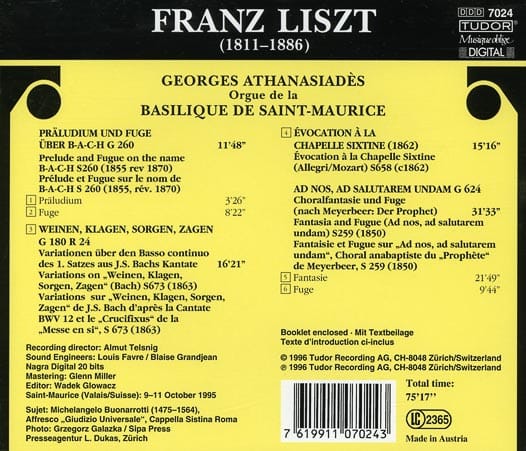 FRANZ LISZT
(1811–1886)
DDD 7024
TUDOR
Musique oblige
DIGITAL
GEORGES ATHANASIADÈS
Orgue de la
BASILIQUE DE SAINT-MAURICE
PRÄLUDIUM UND FUGE
ÜBER B-A-C-H G 260 11'48”
Prelude and Fugue on the name
B-A-C-H S260 (1855 rev 1870)
Prélude et Fugue sur le nom de
B-A-C-H S 260 (1855, rév. 1870)
1 Präludium 3'26”
2 Fuge 8'22”
3 WEINEN, KLAGEN, SORGEN, ZAGEN
G 180 R 24
Variationen über den Basso continuo
des 1. Satzes aus J.S. Bachs Kantate 16'21”
Variations on „Weinen, Klagen,
Sorgen, Zagen“ (Bach) S673 (1863)
Variations sur „Weinen, Klagen, Sorgen,
Zagen“ de J.S. Bach d'après la Cantate
BWV 12 et le „Crucifixus“ de la
„Messe en si“, S 673 (1863)
4 ÉVOCATION À LA
CHAPELLE SIXTINE (1862) 15'16”
Évocation à la Chapelle Sixtine
(Allegri/Mozart) S658 (c1862)
AD NOS, AD SALUTAREM UNDAM G 624
Choralfantasie und Fuge
(nach Meyerbeer: Der Prophet) 31'33”
Fantasia and Fugue (Ad nos, ad salutarem
undam) S259 (1850)
Fantaisie et Fugue sur „Ad nos, ad salutarem
undam“, Choral anabaptiste du „Prophète“
de Meyerbeer, S 259 (1850)
5 Fantasie 21'49”
6 Fuge 9'44”
Recording director: Almut Telsnig
Sound Engineers: Louis Favre / Blaise Grandjean
Nagra Digital 20 bits
Mastering: Glenn Miller
Editor: Wadek Glowacz
Saint-Maurice (Valais/Suisse): 9–11 October 1995
Sujet: Michelangelo Buonarrotti (1475–1564),
Affresco „Giudizio Universale“, Cappella Sistina Roma
Photo: Grzegorz Galazka / Sipa Press
Presseagentur L. Dukas, Zürich
Booklet enclosed · Mit Textbeilage
Texte d'introduction ci-inclus
© 1996 Tudor Recording AG, CH-8048 Zürich/Switzerland
℗ 1996 Tudor Recording AG, CH-8048 Zürich/Switzerland
7 619911 070243
Total time:
75'17’’
LC 2365
Made in Austria